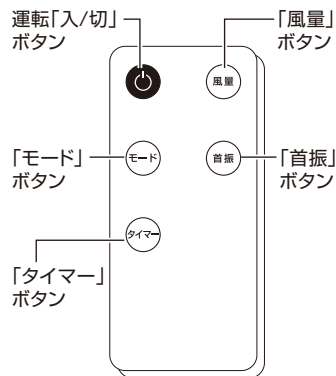 運転「入/切」
ボタン
「風量」
ボタン
風量
「モード」
ボタン
モード
首振
「首振」
ボタン
タイマー
「タイマー」
ボタン